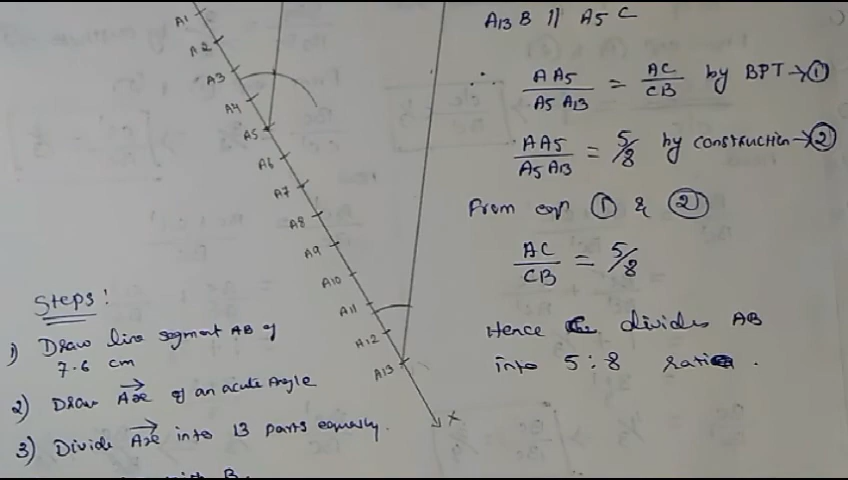 A1
A2
A3
A4
A5
A6
A7
A8
A9
A10
A11
A12
A13
X
A13 B || A5 C
∴ AA5/A5A13 = AC/CB by BPT → ①
AA5/A5A13 = 5/8 by construction → ②
From eqn ① & ②
AC/CB = 5/8
Hence C divides AB
into 5:8 ratio.
Steps:
1) Draw line segment AB of
7.6 cm
2) Draw Ax of an acute Angle
3) Divide Ax into 13 parts equally.
B.